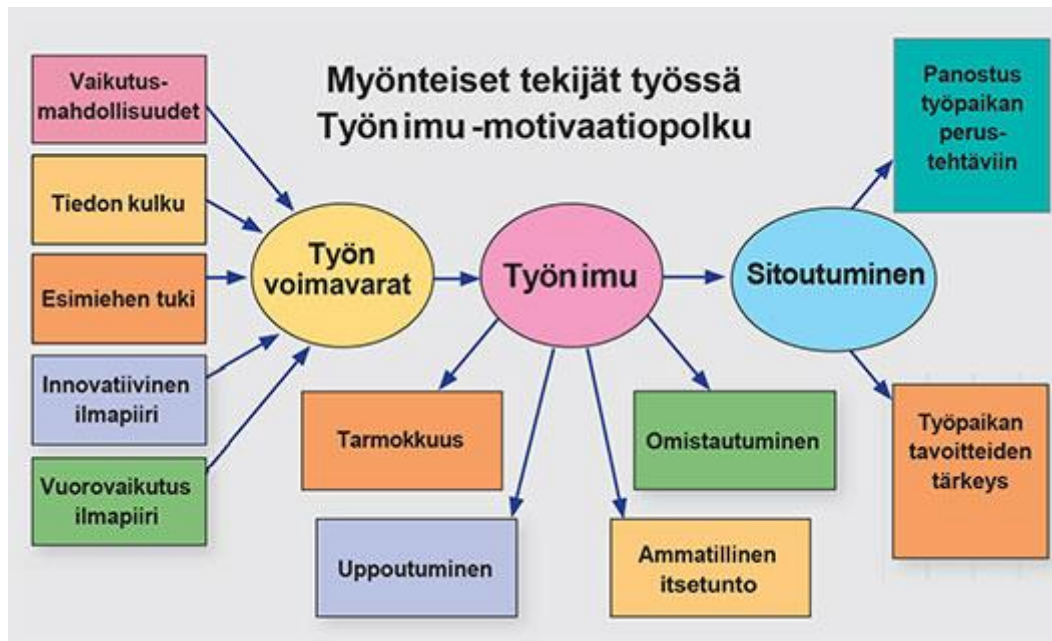 Myönteiset tekijät työssä
Työn imu -motivaatiopolku
Vaikutus-
mahdollisuudet
Tiedon kulku
Esimiehen tuki
Innovatiivinen
ilmapiiri
Vuorovaikutus
ilmapiiri
Työn
voimavarat
Työn imu
Sitoutuminen
Tarmokkuus
Uppoutuminen
Ammatillinen
itsetunto
Omistautuminen
Panostus
työpaikan
perus-
tehtäviin
Työpaikan
tavoitteiden
tärkeys